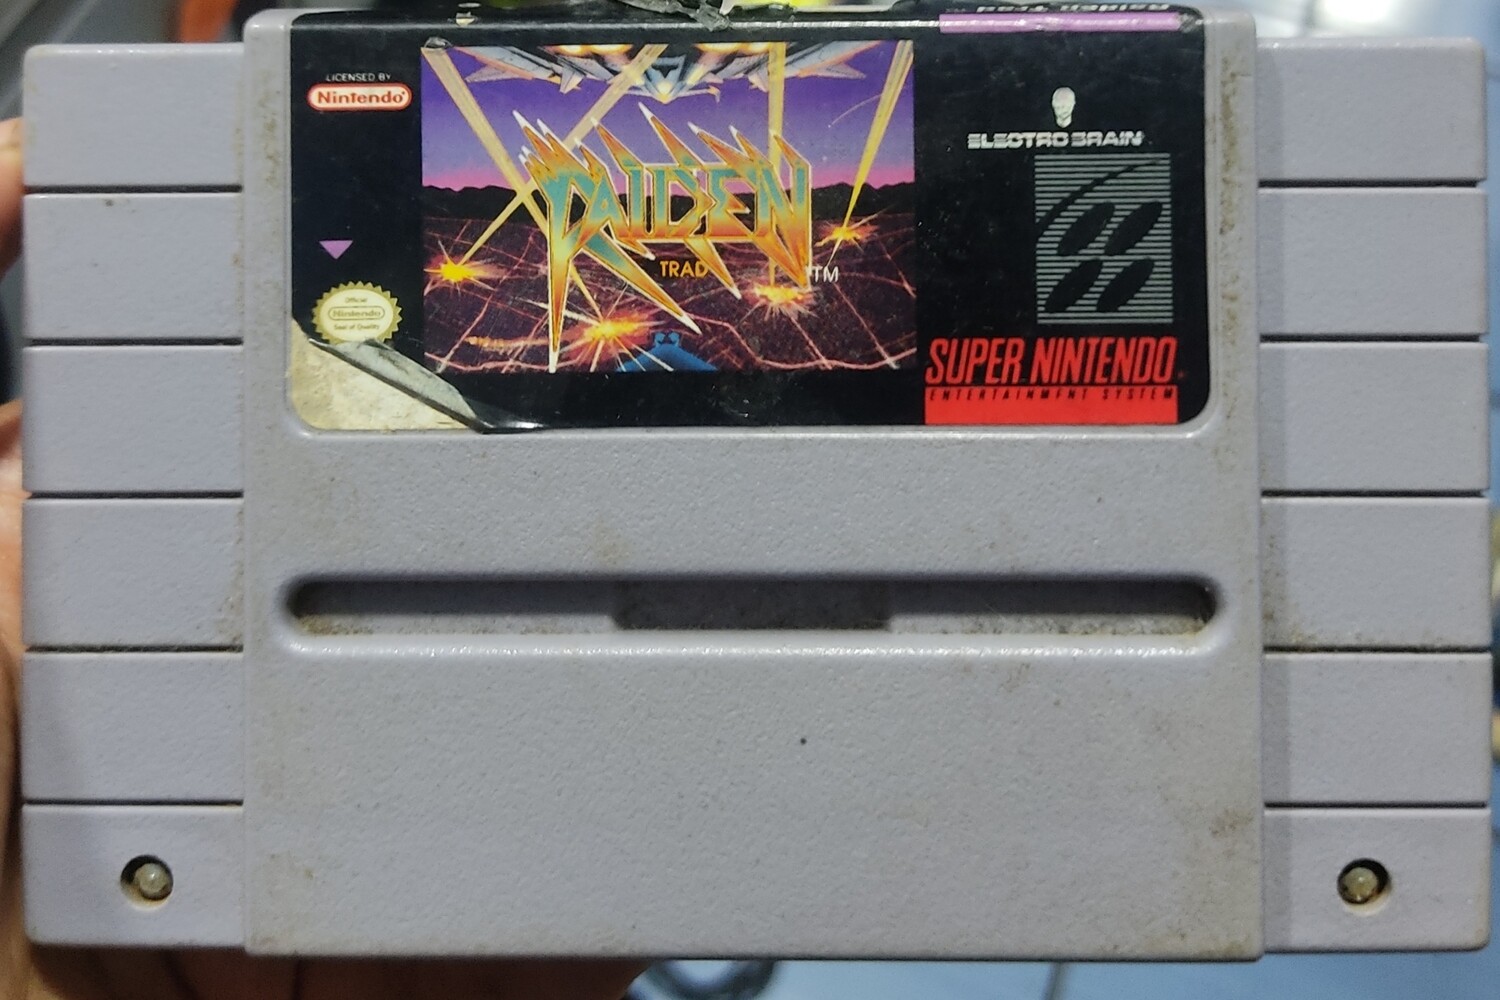 LICENSED BY
Nintendo®
RAIDEN
TRAD
TM
Official
Nintendo
Seal of Quality
ELECTRO BRAIN
SUPER NINTENDO
ENTERTAINMENT SYSTEM